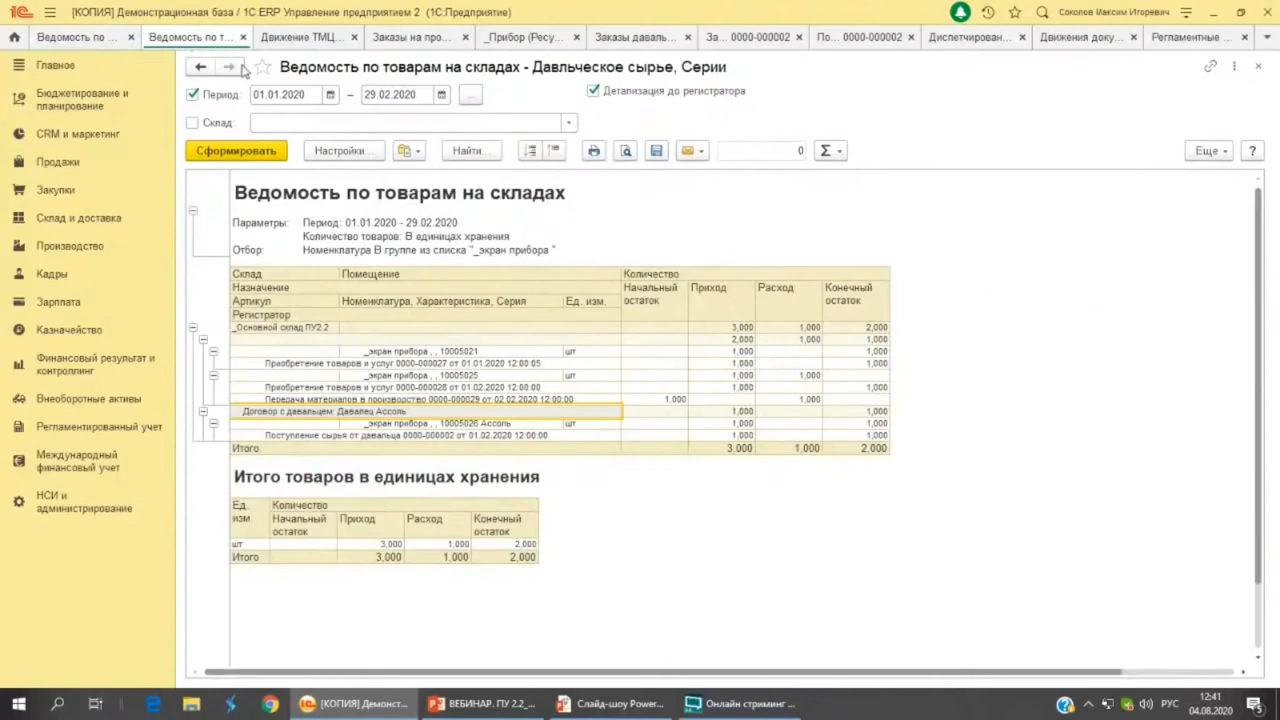 [КОПИЯ] Демонстрационная база / 1С:ERP Управление предприятием 2 (1С:Предприятие)
Соколов Максим Игоревич
Ведомость по ...
Ведомость по т...
Движение ТМЦ...
Заказы на про...
_Прибор (Ресу...
Заказы даваль...
За... 0000-000002
По... 0000-000002
Диспетчирован...
Движения доку...
Регламентные ...
Главное
Бюджетирование и
планирование
CRM и маркетинг
Продажи
Закупки
Склад и доставка
Производство
Кадры
Зарплата
Казначейство
Финансовый результат и
контроллинг
Внеоборотные активы
Регламентированный учет
Международный
финансовый учет
НСИ и
администрирование
Ведомость по товарам на складах - Давльческое сырье, Серии
Период: 01.01.2020 – 29.02.2020 ...
Детализация до регистратора
Склад:
Сформировать Настройки... Найти... 0 Σ Еще ?
Ведомость по товарам на складах
Параметры: Период: 01.01.2020 - 29.02.2020
Количество товаров: В единицах хранения
Отбор: Номенклатура В группе из списка "_экран прибора "
Склад Помещение Количество
Назначение Начальный остаток Приход Расход Конечный остаток
Артикул Номенклатура, Характеристика, Серия Ед. изм.
Регистратор
_Основной склад ПУ2.2 3,000 1,000 2,000
2,000 1,000 1,000
_экран прибора , , 10005021 шт 1,000 1,000
Приобретение товаров и услуг 0000-000027 от 01.01.2020 12:00:05 1,000 1,000
_экран прибора , , 10005025 шт 1,000 1,000
Приобретение товаров и услуг 0000-000028 от 01.02.2020 12:00:00 1,000 1,000
Передача материалов в производство 0000-000029 от 02.02.2020 12:00:00 1,000 1,000
Договор с давальцем: Давалец Ассоль 1,000 1,000
_экран прибора , , 10005026 Ассоль шт 1,000 1,000
Поступление сырья от давальца 0000-000002 от 01.02.2020 12:00:00 1,000 1,000
Итого 3,000 1,000 2,000
Итого товаров в единицах хранения
Ед. изм. Количество
Начальный остаток Приход Расход Конечный остаток
шт 3,000 1,000 2,000
Итого 3,000 1,000 2,000
[КОПИЯ] Демонст...
ВЕБИНАР. ПУ 2.2_...
Слайд-шоу Power...
Онлайн стриминг ...
РУС
12:41
04.08.2020
5